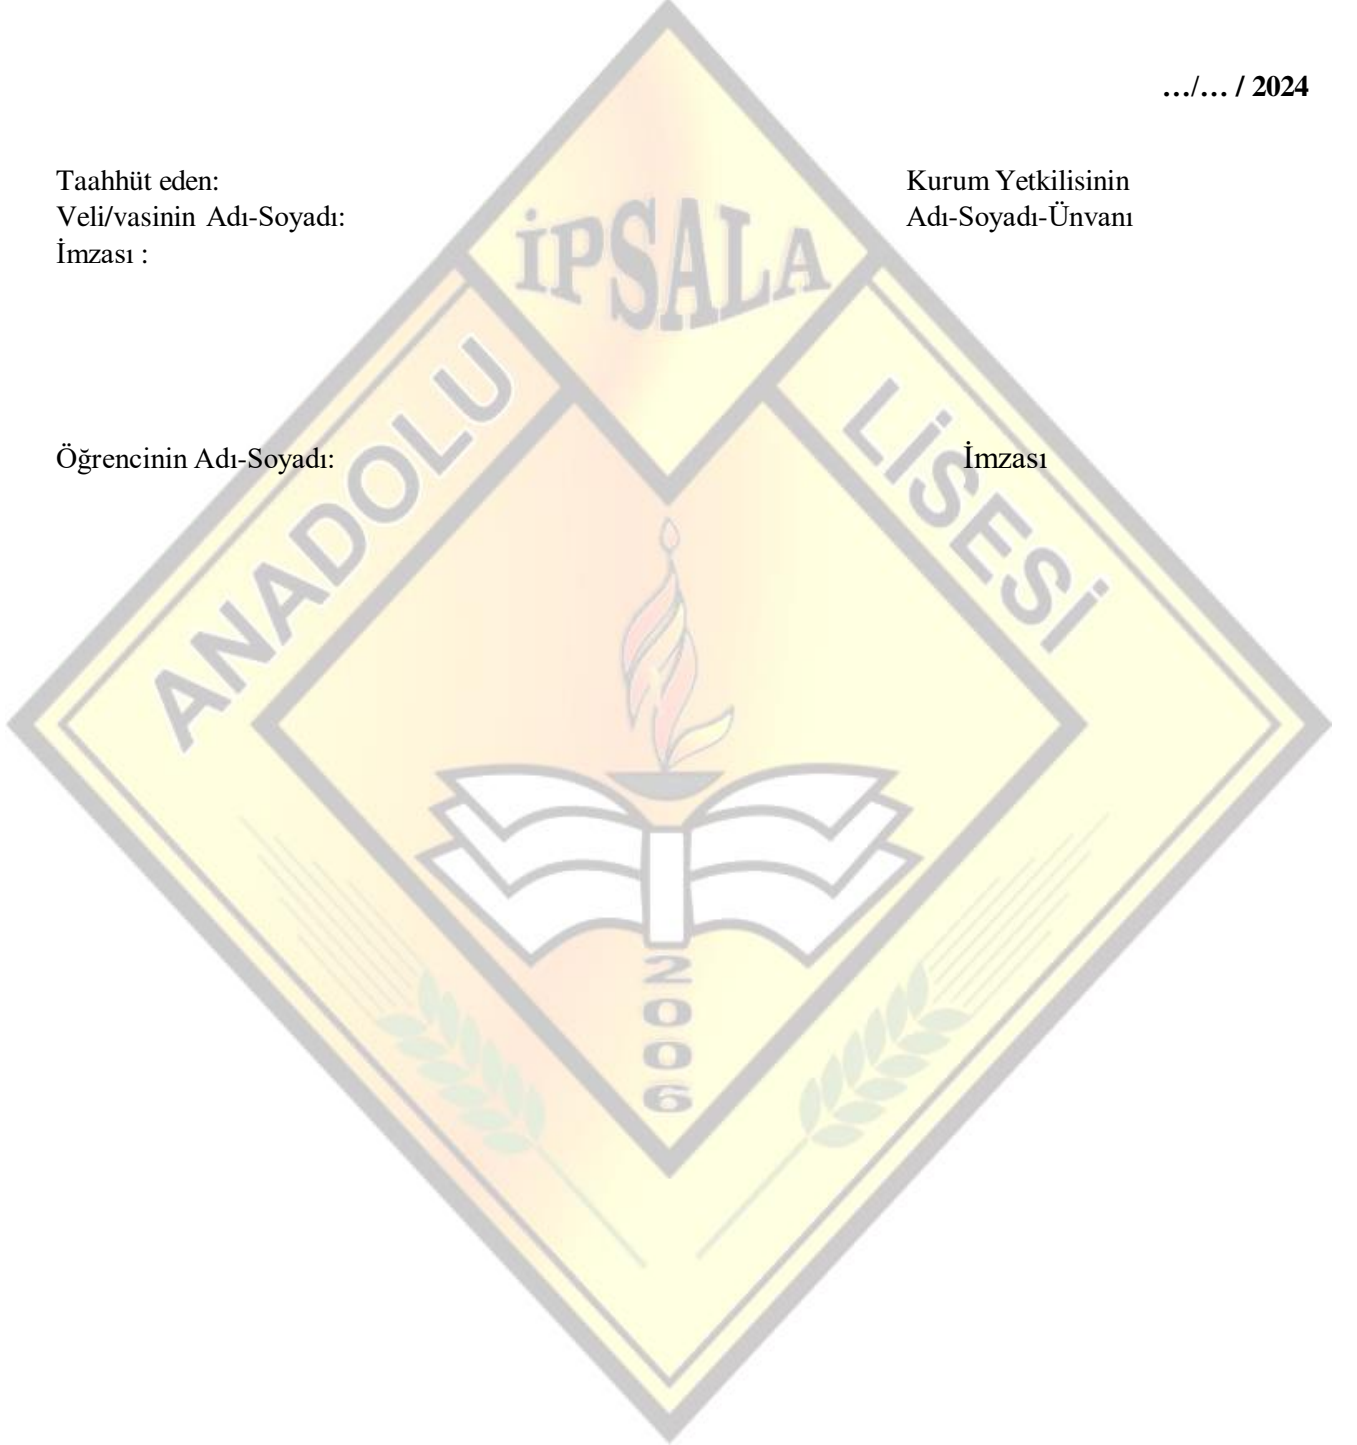 …/… / 2024
Taahhüt eden:
Kurum Yetkilisinin
Veli/vasinin Adı-Soyadı:
Adı-Soyadı-Ünvanı
İmzası :
İPSALA
ANADOLU
LİSESİ
Öğrencinin Adı-Soyadı:
İmzası
2006